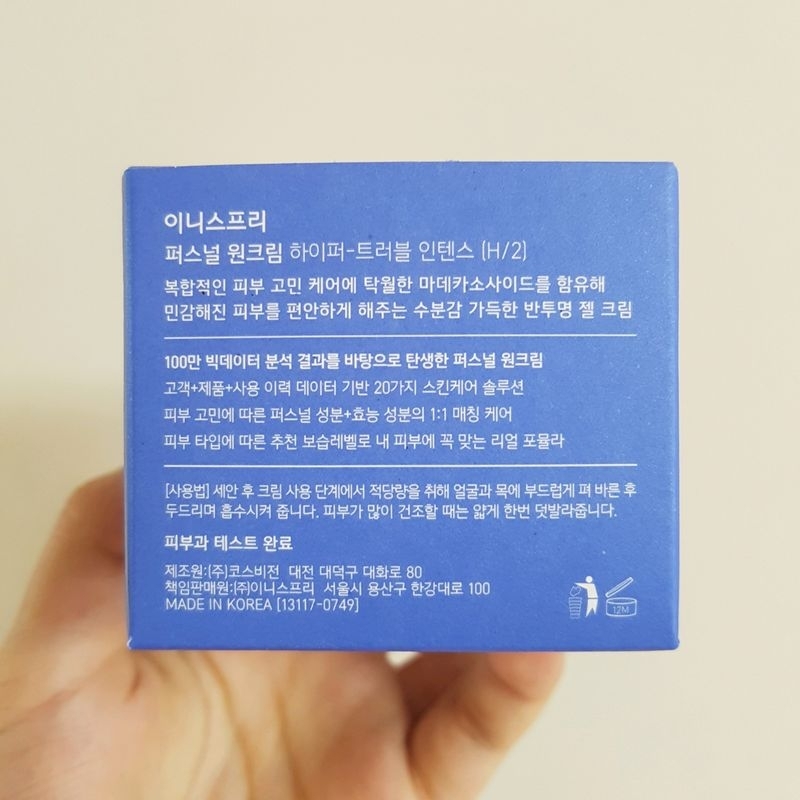 이니스프리
퍼스널 원크림 하이퍼-트러블 인텐스 (H/2)
복합적인 피부 고민 케어에 탁월한 마데카소사이드를 함유해
민감해진 피부를 편안하게 해주는 수분감 가득한 반투명 젤 크림
100만 빅데이터 분석 결과를 바탕으로 탄생한 퍼스널 원크림
고객+제품+사용 이력 데이터 기반 20가지 스킨케어 솔루션
피부 고민에 따른 퍼스널 성분+효능 성분의 1:1 매칭 케어
피부 타입에 따른 추천 보습레벨로 내 피부에 꼭 맞는 리얼 포뮬라
[사용법] 세안 후 크림 사용 단계에서 적당량을 취해 얼굴과 목에 부드럽게 펴 바른 후
두드리며 흡수시켜 줍니다. 피부가 많이 건조할 때는 얇게 한번 덧발라줍니다.
피부과 테스트 완료
제조원:(주)코스비전 대전 대덕구 대화로 80
책임판매원:(주)이니스프리 서울시 용산구 한강대로 100
MADE IN KOREA [13117-0749]
12M